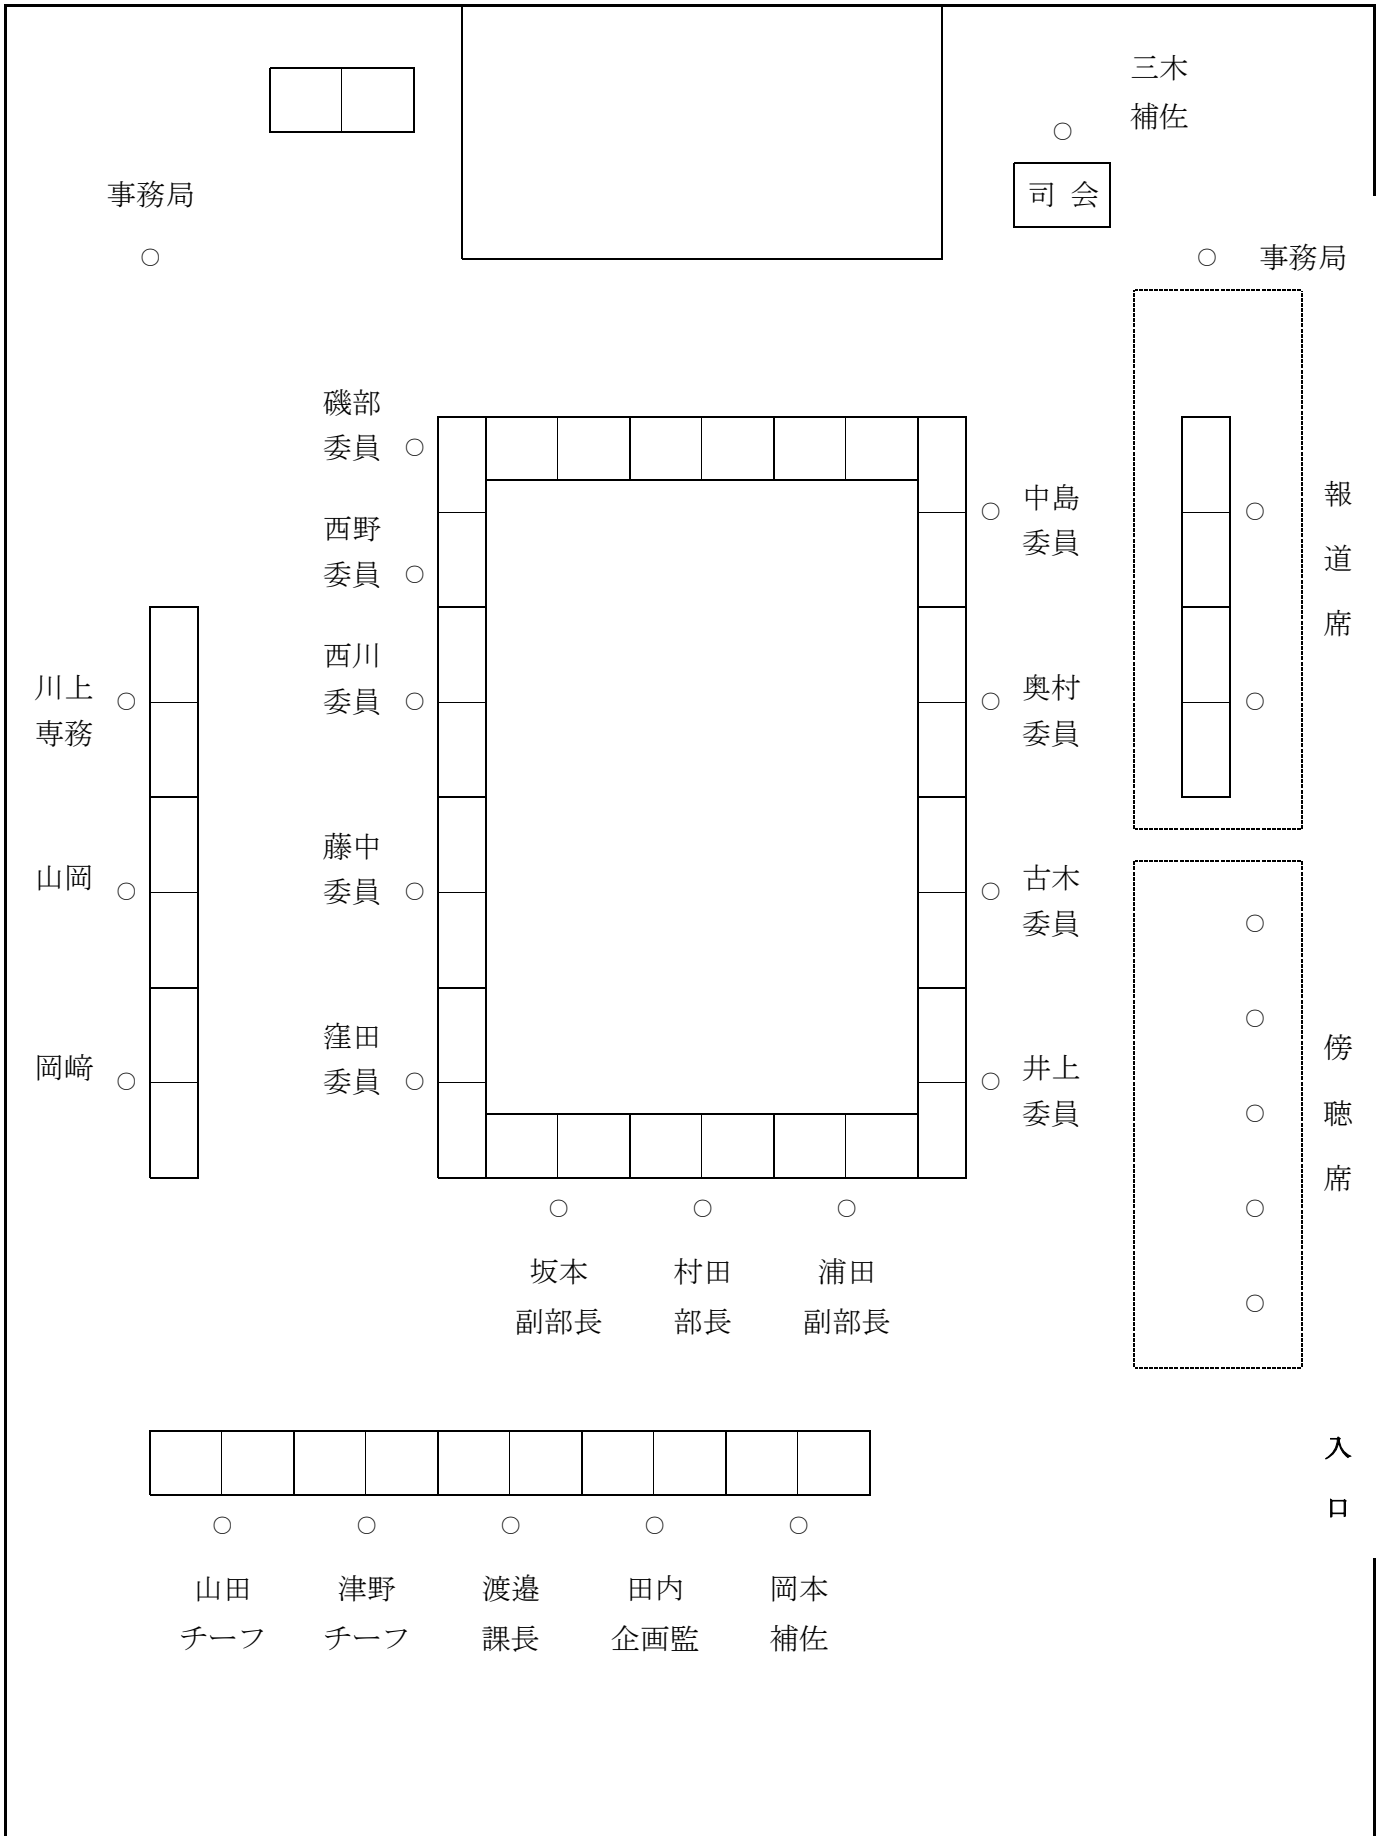 三木
補佐
○
司 会
事務局
○
○ 事務局
磯部
委員 ○
西野
委員 ○
西川
委員 ○
藤中
委員 ○
窪田
委員 ○
○ 中島
委員
○ 奥村
委員
○ 古木
委員
○ 井上
委員
川上
専務
○
山岡 ○
岡﨑 ○
○
○
報
道
席
○
○
○
○
○
傍
聴
席
○ ○ ○
坂本 村田 浦田
副部長 部長 副部長
入
口
○ ○ ○ ○ ○
山田 津野 渡邉 田内 岡本
チーフ チーフ 課長 企画監 補佐